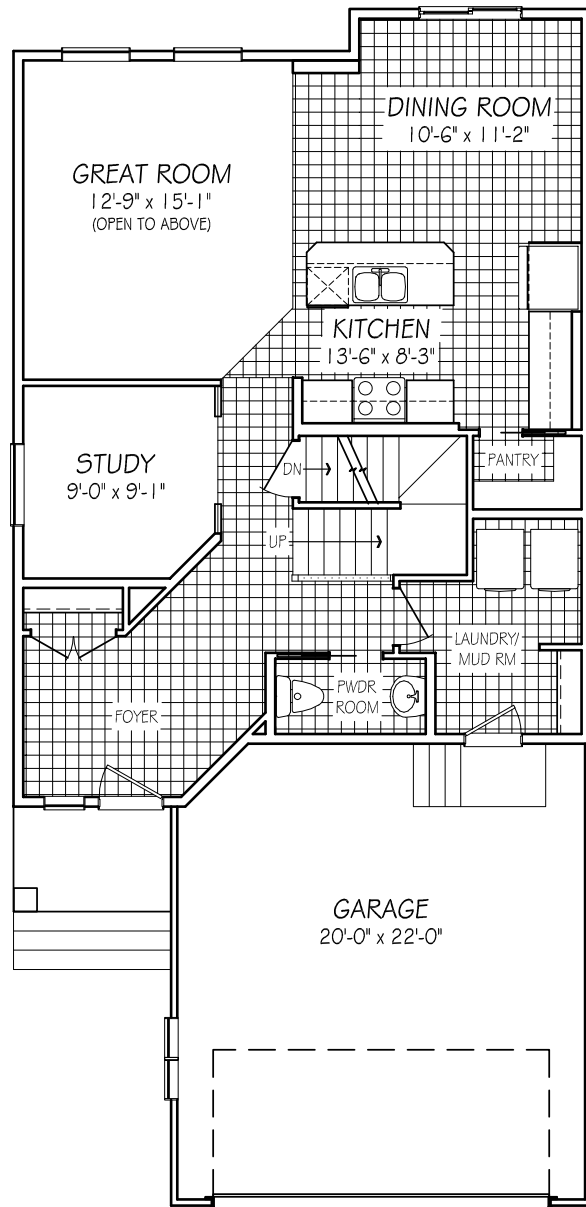 DINING ROOM
10'-6" x 11'-2"
GREAT ROOM
12'-9" x 15'-1"
(OPEN TO ABOVE)
KITCHEN
13'-6" x 8'-3"
STUDY
9'-0" x 9'-1"
DN
PANTRY
UP
LAUNDRY/
MUD RM
PWDR
ROOM
FOYER
GARAGE
20'-0" x 22'-0"